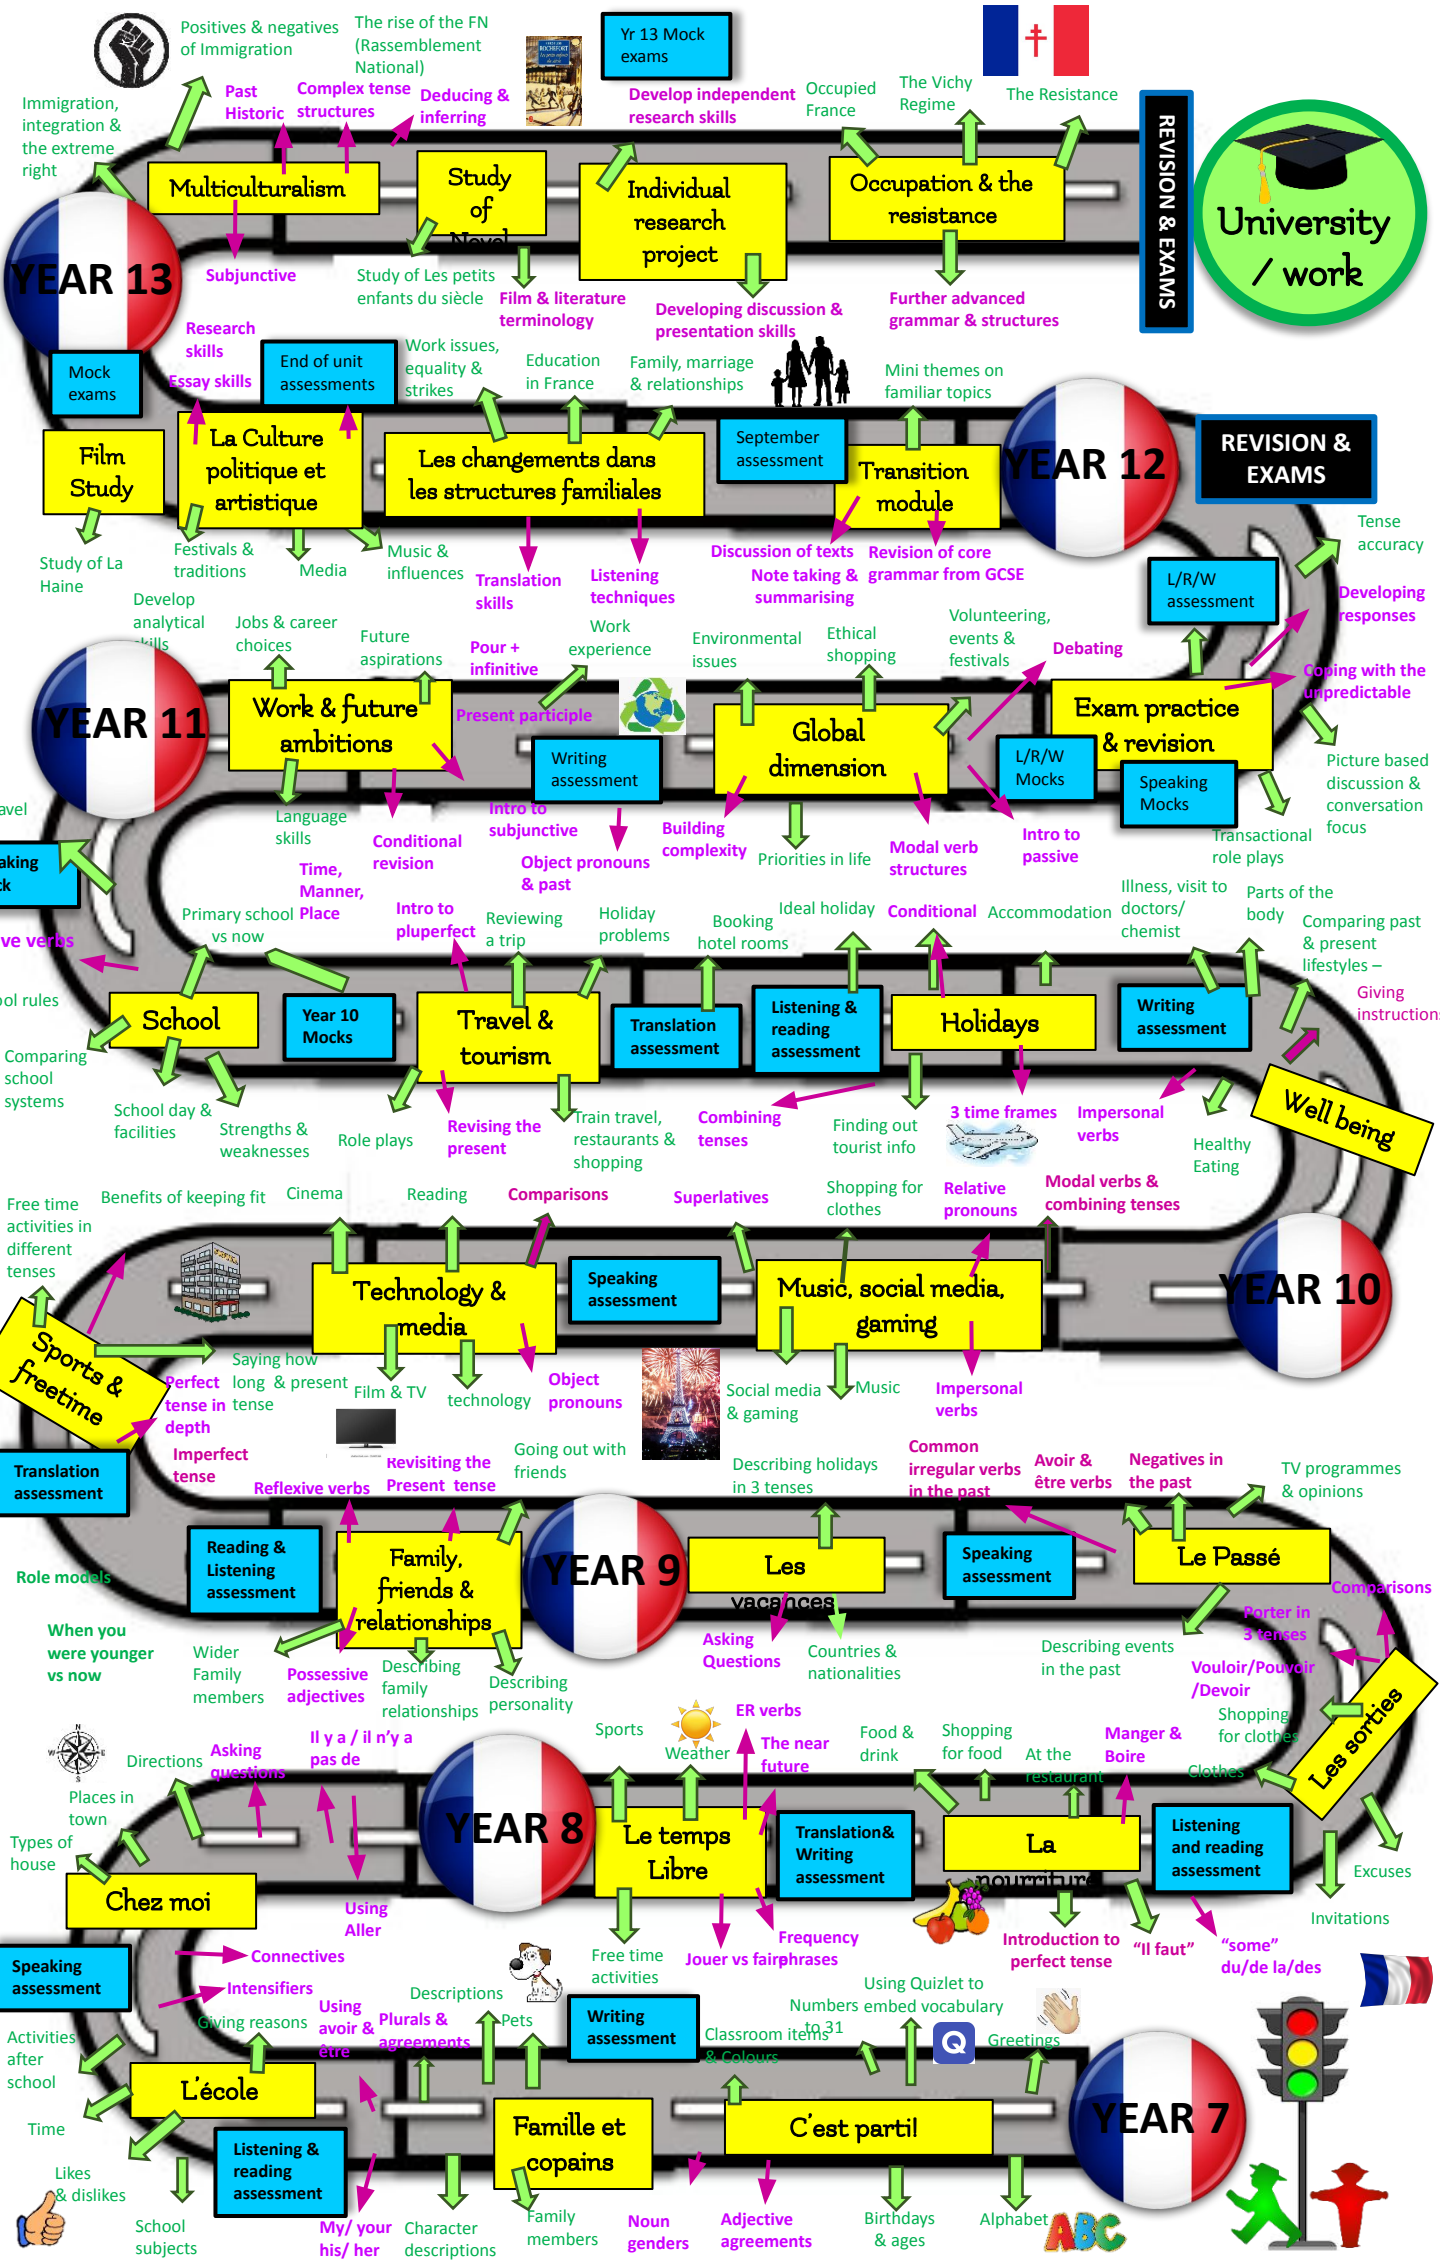 Positives & negatives
of Immigration
The rise of the FN
(Rassemblement
National)
Yr 13 Mock
exams
Immigration,
integration &
the extreme
right
Past
Historic
Complex tense
structures
Deducing &
inferring
ROCHEFORT
Develop independent
research skills
Occupied
France
The Vichy
Regime
The Resistance
REVISION & EXAMS
Multiculturalism
Study
of
Novel
Individual
research
project
Occupation & the
resistance
University
/ work
YEAR 13
Subjunctive
Study of Les petits
enfants du siècle
Film & literature
terminology
Developing discussion &
presentation skills
Further advanced
grammar & structures
Research
skills
Essay skills
Mock
exams
End of unit
assessments
Work issues,
equality &
strikes
Education
in France
Family, marriage
& relationships
Mini themes on
familiar topics
Film
Study
La Culture
politique et
artistique
Les changements dans
les structures familiales
September
assessment
Transition
module
YEAR 12
REVISION &
EXAMS
Study of La
Haine
Festivals &
traditions
Media
Music &
influences
Translation
skills
Listening
techniques
Discussion of texts
Note taking &
summarising
Revision of core
grammar from GCSE
Tense
accuracy
L/R/W
assessment
Developing
responses
Coping with the
unpredictable
Develop
analytical
skills
Jobs & career
choices
Future
aspirations
Pour +
infinitive
Work
experience
Environmental
issues
Ethical
shopping
Volunteering,
events &
festivals
Debating
YEAR 11
Work & future
ambitions
Present participle
Writing
assessment
Global
dimension
L/R/W
Mocks
Exam practice
& revision
Speaking
Mocks
Picture based
discussion &
conversation
focus
Language
skills
Conditional
revision
Intro to
subjunctive
Object pronouns
& past
Building
complexity
Priorities in life
Modal verb
structures
Intro to
passive
Transactional
role plays
avel
aking
ck
Time,
Manner,
Place
Primary school
vs now
Intro to
pluperfect
Reviewing
a trip
Holiday
problems
Booking
hotel rooms
Ideal holiday
Conditional
Accommodation
Illness, visit to
doctors/
chemist
Parts of the
body
Comparing past
& present
lifestyles –
Giving
instructions
ve verbs
ol rules
School
Year 10
Mocks
Travel &
tourism
Translation
assessment
Listening &
reading
assessment
Holidays
Writing
assessment
Well being
Comparing
school
systems
School day &
facilities
Strengths &
weaknesses
Role plays
Revising the
present
Train travel,
restaurants &
shopping
Combining
tenses
Finding out
tourist info
3 time frames
Impersonal
verbs
Healthy
Eating
Free time
activities in
different
tenses
Benefits of keeping fit
Cinema
Reading
Comparisons
Superlatives
Shopping for
clothes
Relative
pronouns
Modal verbs &
combining tenses
Sports &
freetime
Technology &
media
Speaking
assessment
Music, social media,
gaming
YEAR 10
Saying how
long & present
tense
Perfect
tense in
depth
Film & TV
technology
Object
pronouns
Social media
& gaming
Music
Impersonal
verbs
Translation
assessment
Imperfect
tense
Reflexive verbs
Revisiting the
Present tense
Going out with
friends
Describing holidays
in 3 tenses
Common
irregular verbs
in the past
Avoir &
être verbs
Negatives in
the past
TV programmes
& opinions
Role models
Reading &
Listening
assessment
Family,
friends &
relationships
YEAR 9
Les
vacances
Speaking
assessment
Le Passé
Comparisons
When you
were younger
vs now
Wider
Family
members
Possessive
adjectives
Describing
family
relationships
Describing
personality
Asking
Questions
Countries &
nationalities
Describing events
in the past
Porter in
3 tenses
Vouloir/Pouvoir
/Devoir
Shopping
for clothes
Les sorties
N
W
E
S
Directions
Asking
questions
Il y a / il n'y a
pas de
Sports
Weather
ER verbs
The near
future
Food &
drink
Shopping
for food
At the
restaurant
Manger &
Boire
Clothes
Places in
town
Types of
house
Chez moi
YEAR 8
Le temps
Libre
Translation&
Writing
assessment
La
nourriture
Listening
and reading
assessment
Excuses
Invitations
Using
Aller
Connectives
Intensifiers
Speaking
assessment
Free time
activities
Jouer vs faire
Frequency
phrases
Introduction to
perfect tense
"Il faut"
"some"
du/de la/des
Activities
after
school
Giving reasons
Using
avoir &
être
Plurals &
agreements
Descriptions
Pets
Writing
assessment
Classroom items
& Colours
Numbers
to 31
Using Quizlet to
embed vocabulary
Q
Greetings
L'école
Famille et
copains
C'est parti!
YEAR 7
Time
Likes
& dislikes
School
subjects
Listening &
reading
assessment
My/ your
his/ her
Character
descriptions
Family
members
Noun
genders
Adjective
agreements
Birthdays
& ages
Alphabet
ABC